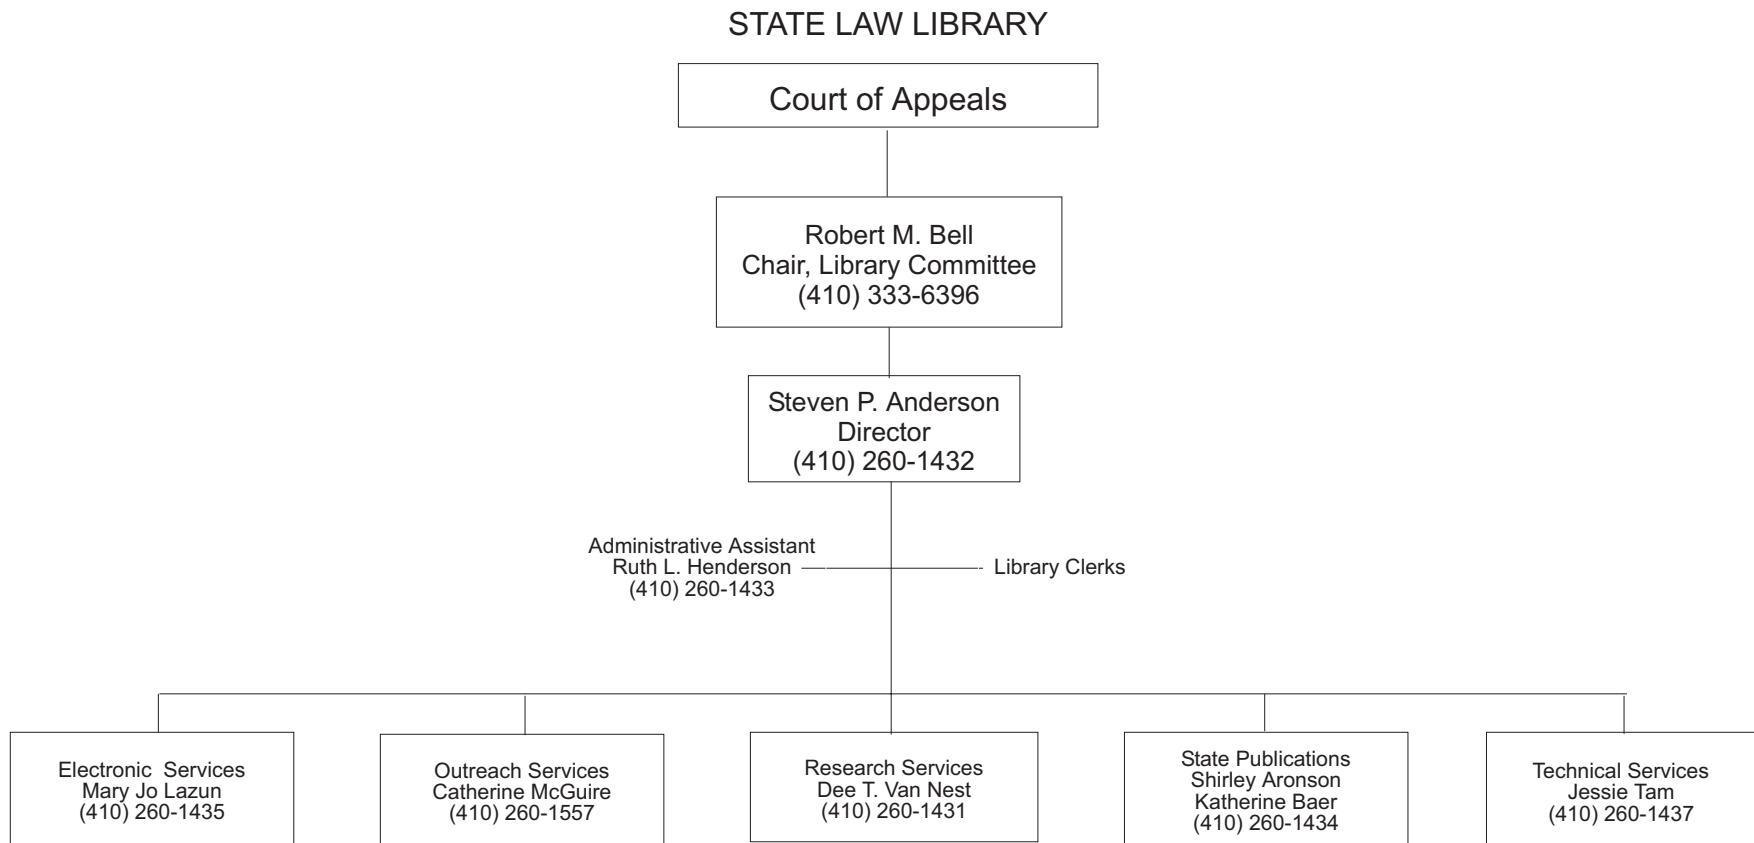 STATE LAW LIBRARY
Court of Appeals
Robert M. Bell
Chair, Library Committee
(410) 333-6396
Steven P. Anderson
Director
(410) 260-1432
Administrative Assistant
Ruth L. Henderson
(410) 260-1433
Library Clerks
Electronic Services
Mary Jo Lazun
(410) 260-1435
Outreach Services
Catherine McGuire
(410) 260-1557
Research Services
Dee T. Van Nest
(410) 260-1431
State Publications
Shirley Aronson
Katherine Baer
(410) 260-1434
Technical Services
Jessie Tam
(410) 260-1437